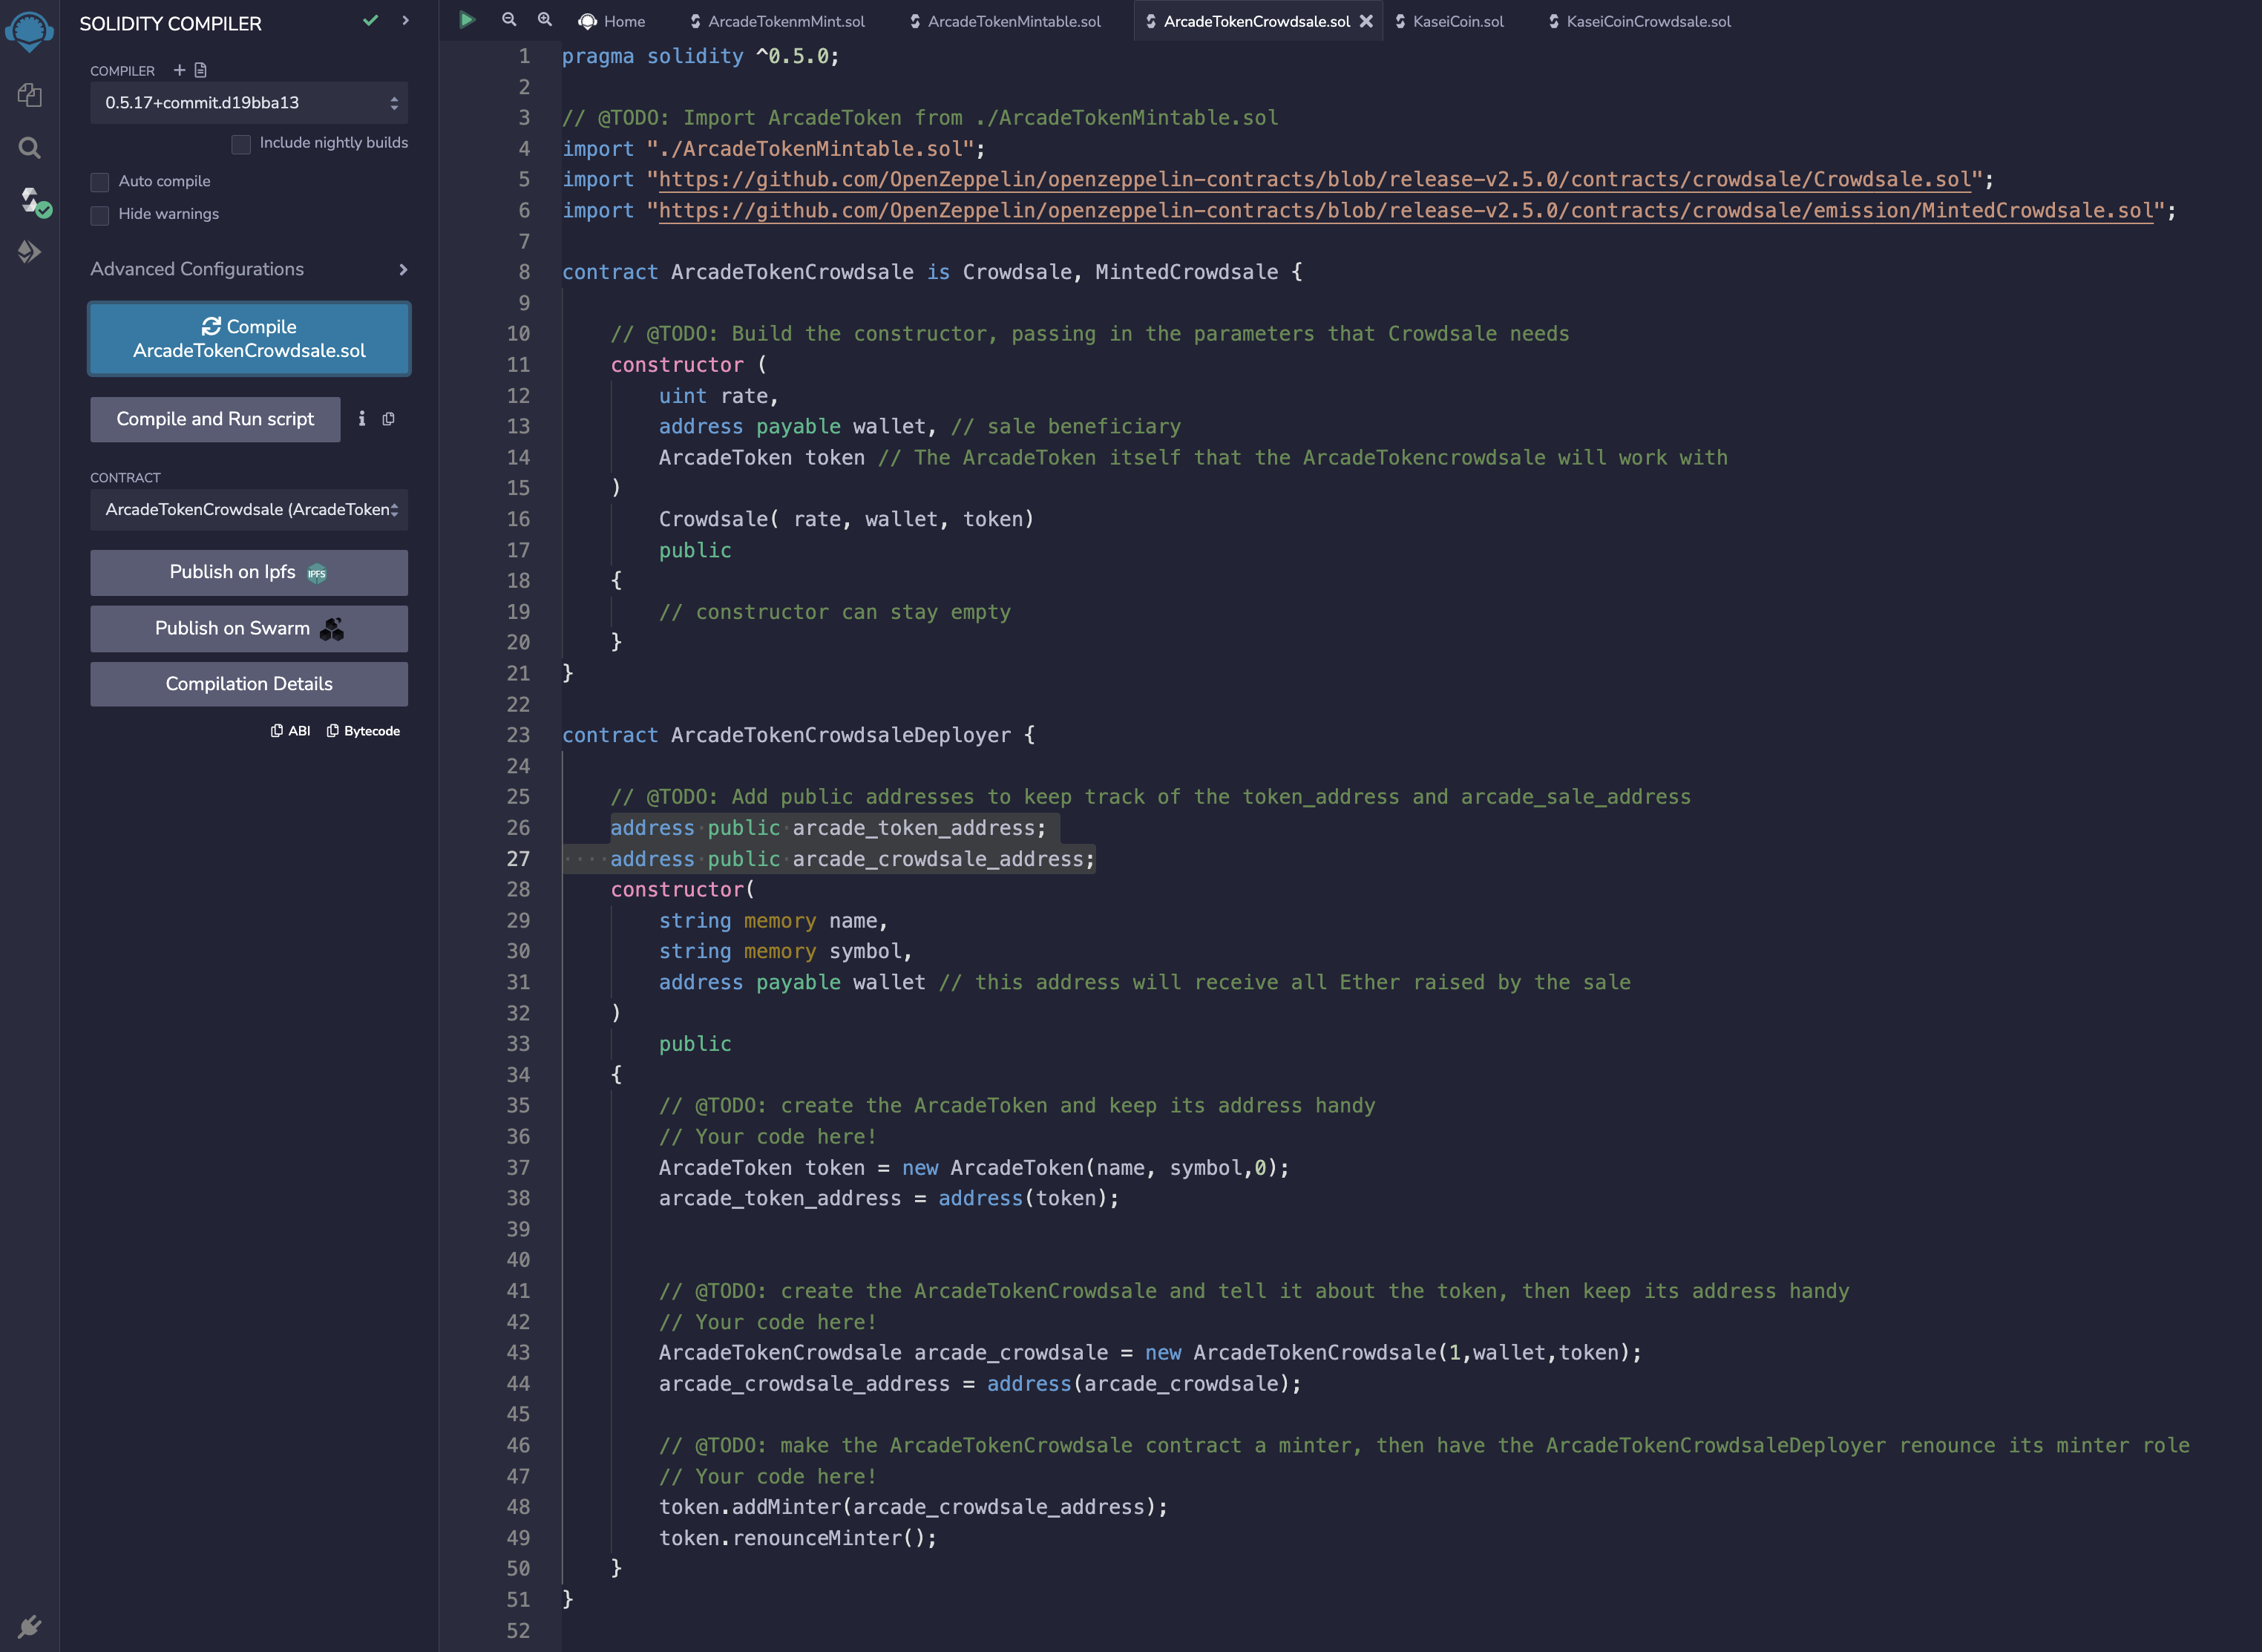 SOLIDITY COMPILER
COMPILER
0.5.17+commit.d19bba13
Include nightly builds
Auto compile
Hide warnings
Advanced Configurations
Compile
ArcadeTokenCrowdsale.sol
Compile and Run script
CONTRACT
ArcadeTokenCrowdsale (ArcadeToken
Publish on Ipfs
IPFS
Publish on Swarm
Compilation Details
ABI Bytecode
Home ArcadeTokenmMint.sol ArcadeTokenMintable.sol ArcadeTokenCrowdsale.sol KaseiCoin.sol KaseiCoinCrowdsale.sol
1 pragma solidity ^0.5.0;
2
3 // @TODO: Import ArcadeToken from ./ArcadeTokenMintable.sol
4 import "./ArcadeTokenMintable.sol";
5 import "https://github.com/OpenZeppelin/openzeppelin-contracts/blob/release-v2.5.0/contracts/crowdsale/Crowdsale.sol";
6 import "https://github.com/OpenZeppelin/openzeppelin-contracts/blob/release-v2.5.0/contracts/crowdsale/emission/MintedCrowdsale.sol";
7
8 contract ArcadeTokenCrowdsale is Crowdsale, MintedCrowdsale {
9
10 // @TODO: Build the constructor, passing in the parameters that Crowdsale needs
11 constructor (
12 uint rate,
13 address payable wallet, // sale beneficiary
14 ArcadeToken token // The ArcadeToken itself that the ArcadeTokencrowdsale will work with
15 )
16 Crowdsale( rate, wallet, token)
17 public
18 {
19 // constructor can stay empty
20 }
21 }
22
23 contract ArcadeTokenCrowdsaleDeployer {
24
25 // @TODO: Add public addresses to keep track of the token_address and arcade_sale_address
26 address public arcade_token_address;
27 address public arcade_crowdsale_address;
28 constructor(
29 string memory name,
30 string memory symbol,
31 address payable wallet // this address will receive all Ether raised by the sale
32 )
33 public
34 {
35 // @TODO: create the ArcadeToken and keep its address handy
36 // Your code here!
37 ArcadeToken token = new ArcadeToken(name, symbol,0);
38 arcade_token_address = address(token);
39
40
41 // @TODO: create the ArcadeTokenCrowdsale and tell it about the token, then keep its address handy
42 // Your code here!
43 ArcadeTokenCrowdsale arcade_crowdsale = new ArcadeTokenCrowdsale(1,wallet,token);
44 arcade_crowdsale_address = address(arcade_crowdsale);
45
46 // @TODO: make the ArcadeTokenCrowdsale contract a minter, then have the ArcadeTokenCrowdsaleDeployer renounce its minter role
47 // Your code here!
48 token.addMinter(arcade_crowdsale_address);
49 token.renounceMinter();
50 }
51 }
52